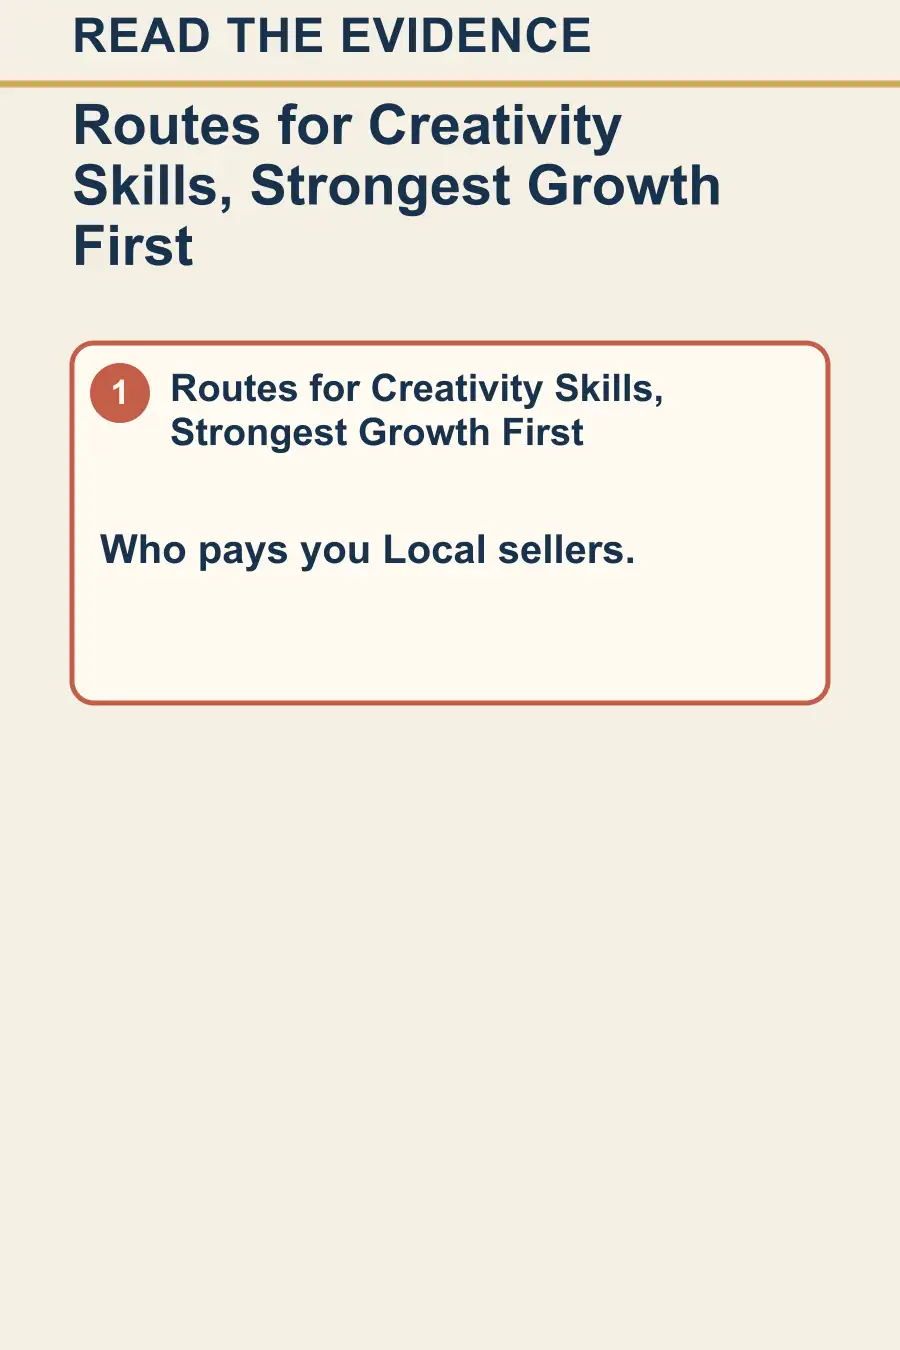 READ THE EVIDENCE
Routes for Creativity
Skills, Strongest Growth
First
1
Routes for Creativity Skills,
Strongest Growth First
Who pays you Local sellers.